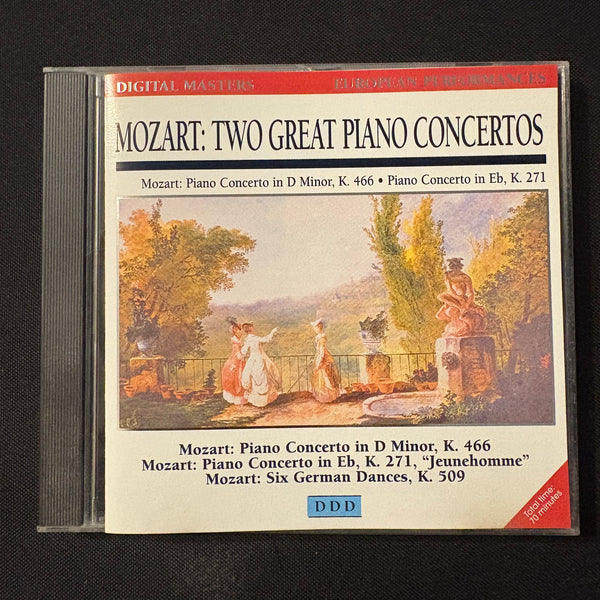 DIGITAL MASTERS EUROPEAN PERFORMANCES
MOZART: TWO GREAT PIANO CONCERTOS
Mozart: Piano Concerto in D Minor, K. 466 • Piano Concerto in Eb, K. 271
Mozart: Piano Concerto in D Minor, K. 466
Mozart: Piano Concerto in Eb, K. 271, “Jeunehomme”
Mozart: Six German Dances, K. 509
DDD
Total time:
70 minutes